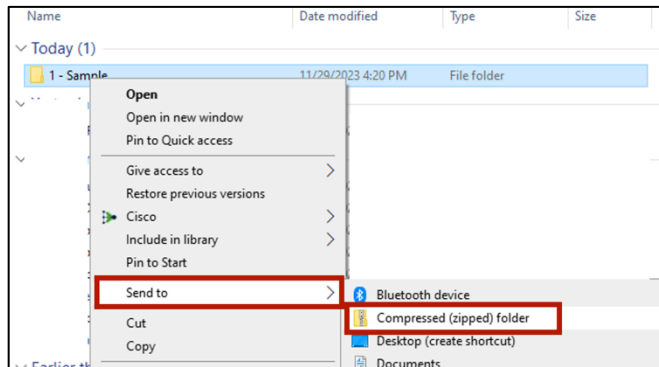 Name Date modified Type Size
Today (1)
1 - Sample 11/29/2023 4:20 PM File folder
Open
Open in new window
Pin to Quick access
Give access to
Restore previous versions
Cisco
Include in library
Pin to Start
Send to
Bluetooth device
Cut
Compressed (zipped) folder
Copy
Desktop (create shortcut)
Documents
Earlier th